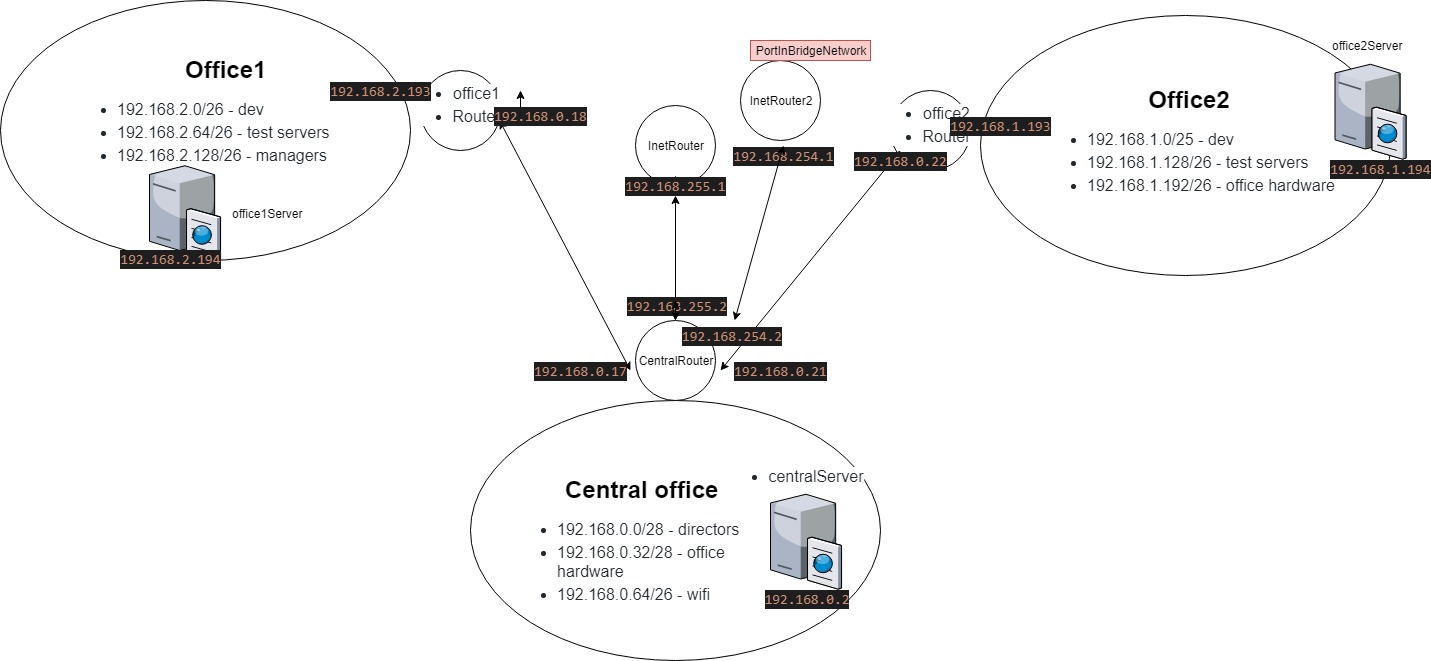 Office1
192.168.2.0/26 - dev
192.168.2.64/26 - test servers
192.168.2.128/26 - managers
office1Server
192.168.2.194
192.168.2.193
office1
Router
192.168.0.18
InetRouter
192.168.255.1
PortInBridgeNetwork
InetRouter2
192.168.254.1
office2
Router
192.168.1.193
192.168.0.22
Office2
192.168.1.0/25 - dev
192.168.1.128/26 - test servers
192.168.1.192/26 - office hardware
office2Server
192.168.1.194
192.168.255.2
192.168.254.2
CentralRouter
192.168.0.17
192.168.0.21
Central office
192.168.0.0/28 - directors
192.168.0.32/28 - office
hardware
192.168.0.64/26 - wifi
centralServer
192.168.0.2